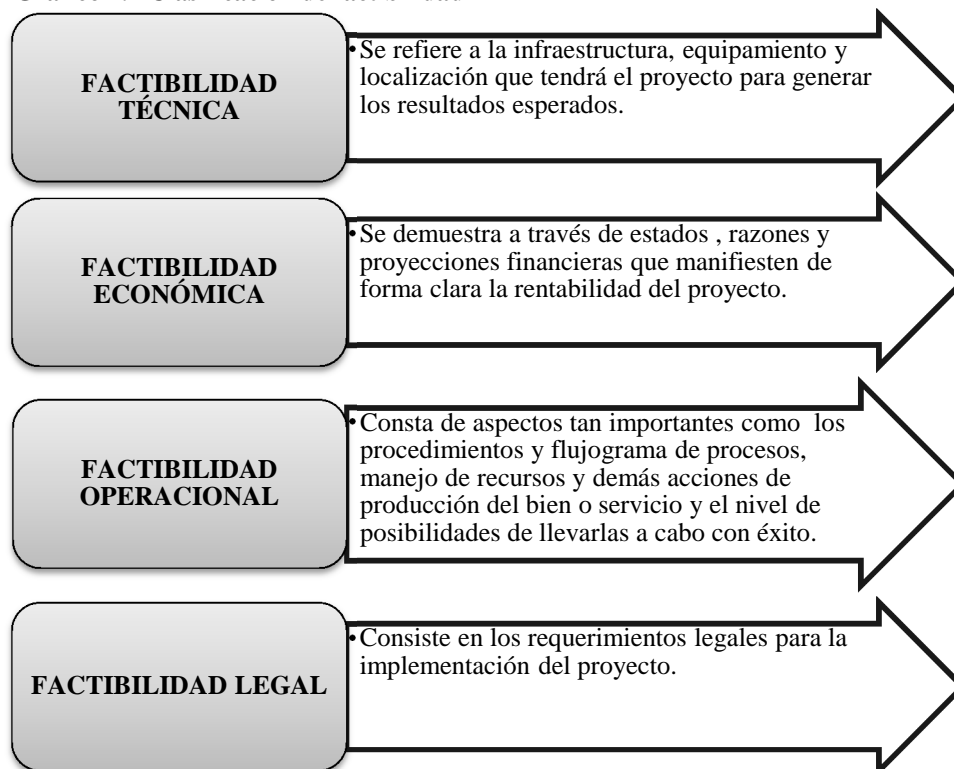 FACTIBILIDAD
TÉCNICA
•Se refiere a la infraestructura, equipamiento y
localización que tendrá el proyecto para generar
los resultados esperados.
FACTIBILIDAD
ECONÓMICA
•Se demuestra a través de estados , razones y
proyecciones financieras que manifiesten de
forma clara la rentabilidad del proyecto.
FACTIBILIDAD
OPERACIONAL
•Consta de aspectos tan importantes como los
procedimientos y flujograma de procesos,
manejo de recursos y demás acciones de
producción del bien o servicio y el nivel de
posibilidades de llevarlas a cabo con éxito.
FACTIBILIDAD LEGAL
•Consiste en los requerimientos legales para la
implementación del proyecto.